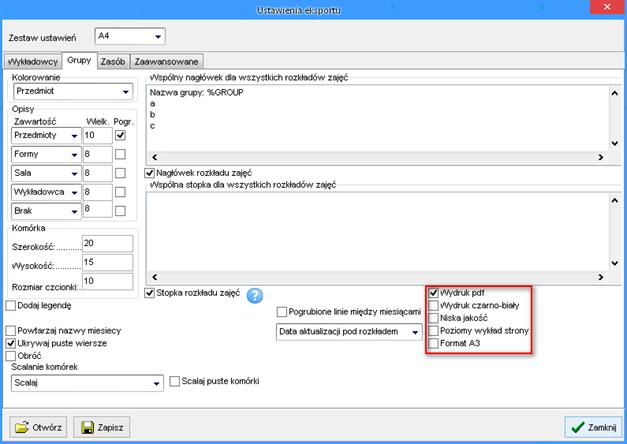 Ustawienia eksportu
Zestaw ustawień A4
Wykładowcy Grupy Zasób Zaawansowane
Kolorowanie
Przedmiot
Opisy
Zawartość Wielk. Pogr.
Przedmioty 10
Formy 8
Sala 8
Wykładowca 8
Brak 8
Komórka
Szerokość:............ 20
Wysokość:............ 15
Rozmiar czcionki: 10
Dodaj legendę
Powtarzaj nazwy miesiecy
Ukrywaj puste wiersze
Obróć
Scalanie komórek
Scalaj
Scalaj puste komórki
Wspólny nagłówek dla wszystkich rozkładów zajęć
Nazwa grupy: %GROUP
a
b
c
Nagłówek rozkładu zajęć
Wspólna stopka dla wszystkich rozkładów zajęć
Stopka rozkładu zajęć ?
Pogrubione linie między miesiącami
Data aktualizacji pod rozkładem
Wydruk pdf
Wydruk czarno-biały
Niska jakość
Poziomy wykład strony
Format A3
Otwórz Zapisz Zamknij